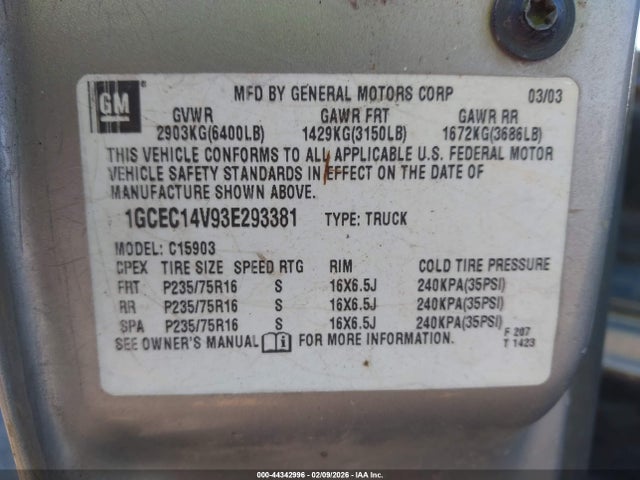 GM
MFD BY GENERAL MOTORS CORP 03/03
GVWR GAWR FRT GAWR RR
2903KG(6400LB) 1429KG(3150LB) 1672KG(3686LB)
THIS VEHICLE CONFORMS TO ALL APPLICABLE U.S. FEDERAL MOTOR
VEHICLE SAFETY STANDARDS IN EFFECT ON THE DATE OF
MANUFACTURE SHOWN ABOVE.
1GCEC14V93E293381 TYPE: TRUCK
MODEL: C15903
CPEX TIRE SIZE SPEED RTG RIM COLD TIRE PRESSURE
FRT P235/75R16 S 16X6.5J 240KPA(35PSI)
RR P235/75R16 S 16X6.5J 240KPA(35PSI)
SPA P235/75R16 S 16X6.5J 240KPA(35PSI)
SEE OWNER'S MANUAL FOR MORE INFORMATION.
F 207
T 1423
000-44342996 - 02/09/2026 - IAA Inc.